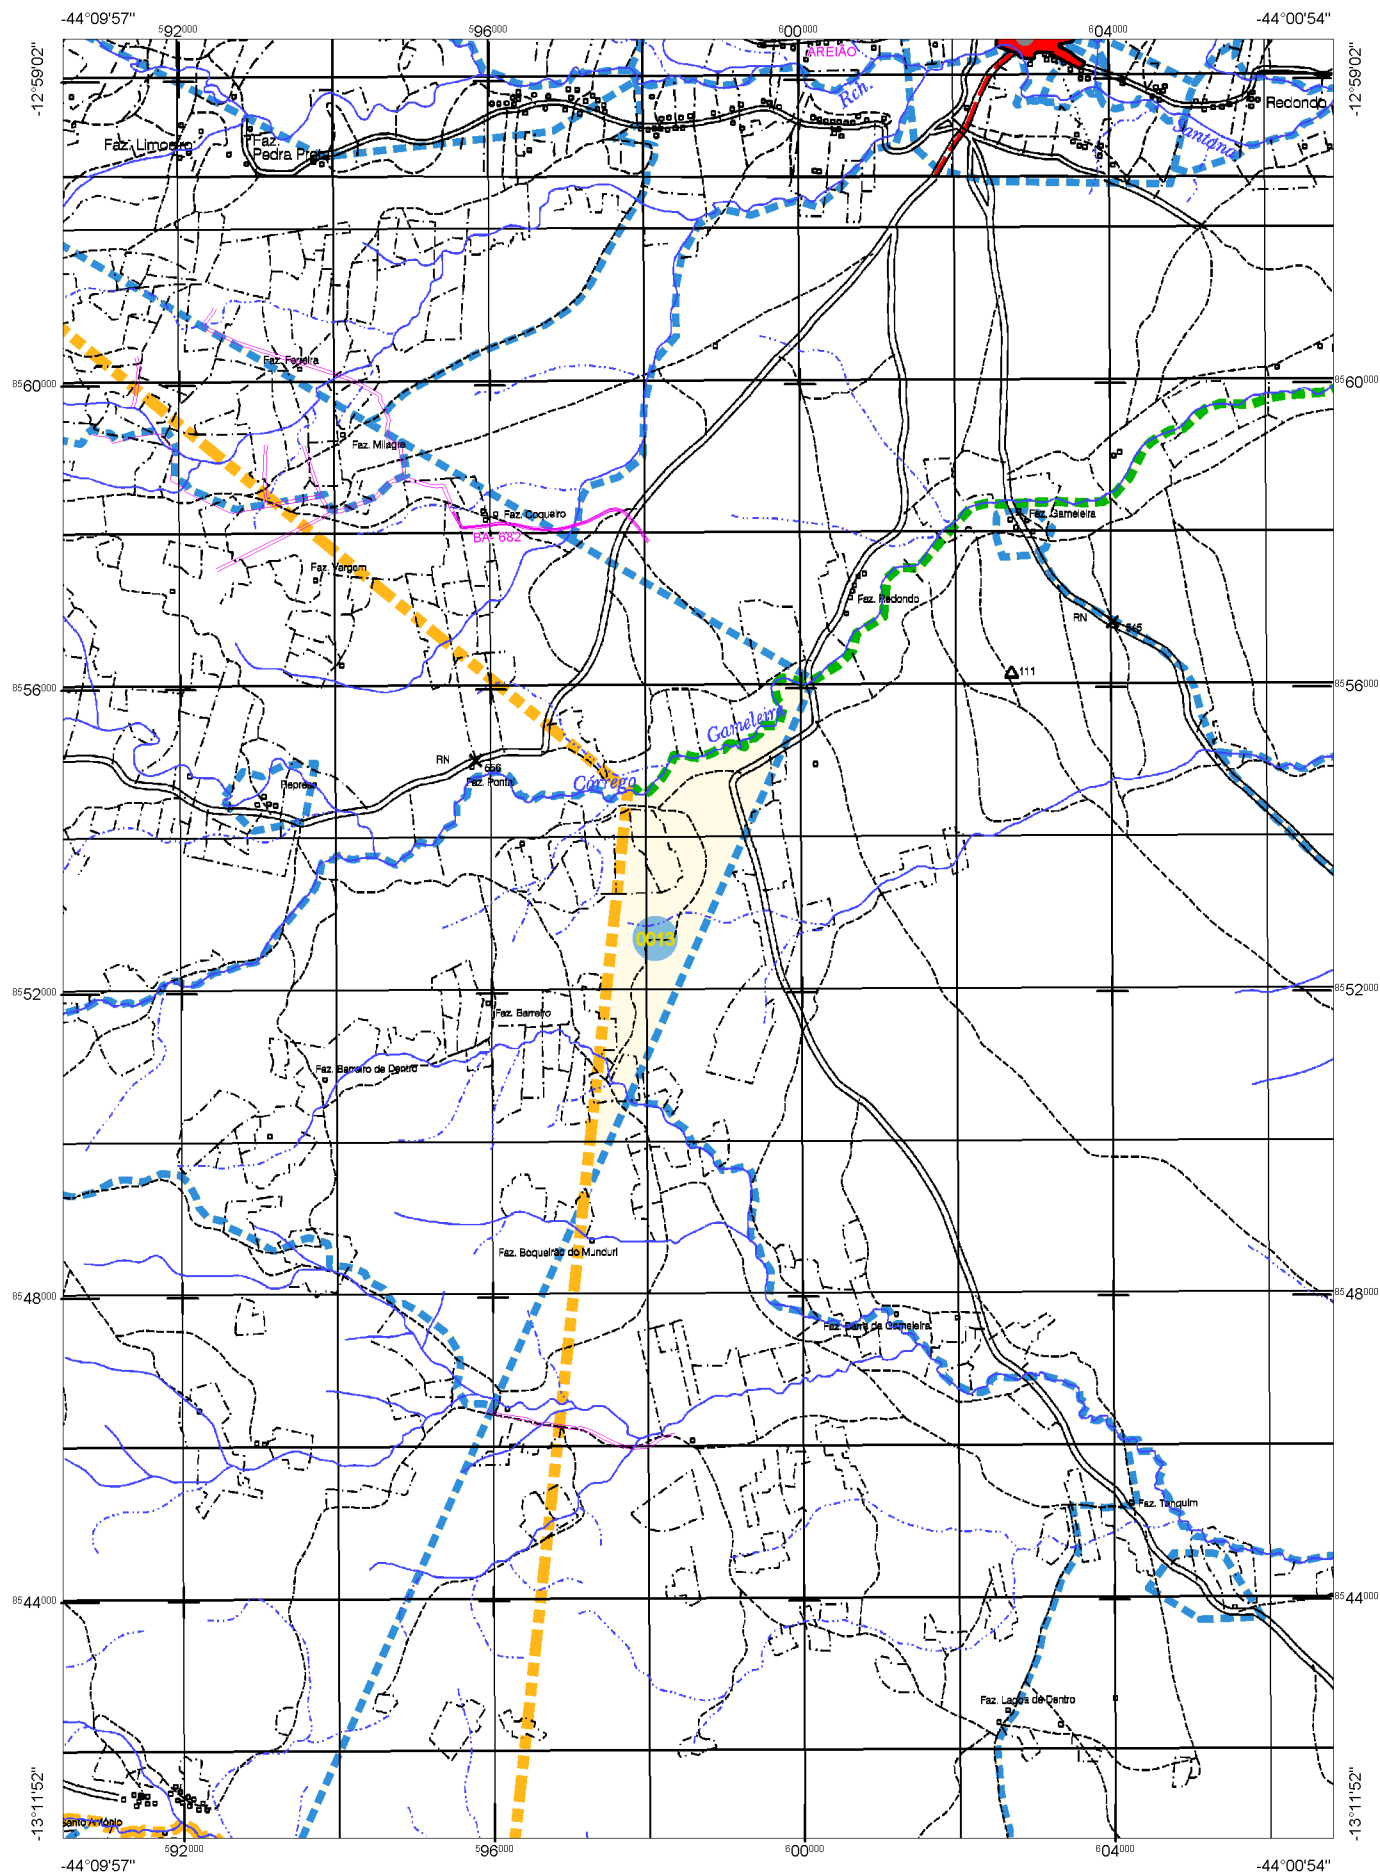 -44°09'57"
-44°00'54"
592000
596000
600000
604000
-12°59'02"
-12°59'02"
AREIÃO
Rch.
Santana
Redondo
Faz. Limoeiro
Faz.
Pedra Preta
Faz. Ferreira
8560000
8560000
Faz. Milagre
Faz. Coqueiro
BA- 682
Faz. Gameleira
Faz. Vargem
Faz. Redondo
RN
645
111
8556000
8556000
Gameleira
Córrego
RN
656
Faz. Ponta
Represa
0013
8552000
8552000
Faz. Barreiro
Faz. Barreiro de Dentro
Faz. Boqueirão do Munduri
8548000
8548000
Faz. Barra da Gameleira
Faz. Tanquim
8544000
8544000
Faz. Lagoa de Dentro
Santo António
-13°11'52"
-13°11'52"
592000
596000
600000
604000
-44°09'57"
-44°00'54"